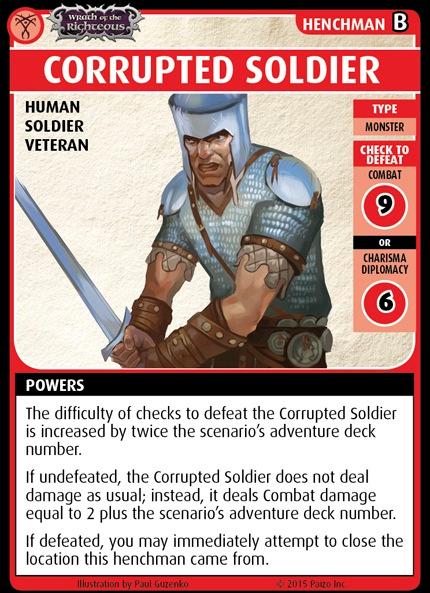 Wrath of the
Righteous
HENCHMAN B
CORRUPTED SOLDIER
HUMAN
SOLDIER
VETERAN
TYPE
MONSTER
CHECK TO
DEFEAT
COMBAT
9
OR
CHARISMA
DIPLOMACY
6
POWERS
The difficulty of checks to defeat the Corrupted Soldier
is increased by twice the scenario's adventure deck
number.
If undefeated, the Corrupted Soldier does not deal
damage as usual; instead, it deals Combat damage
equal to 2 plus the scenario's adventure deck number.
If defeated, you may immediately attempt to close the
location this henchman came from.
Illustration by Paul Guzenko © 2015 Paizo Inc.